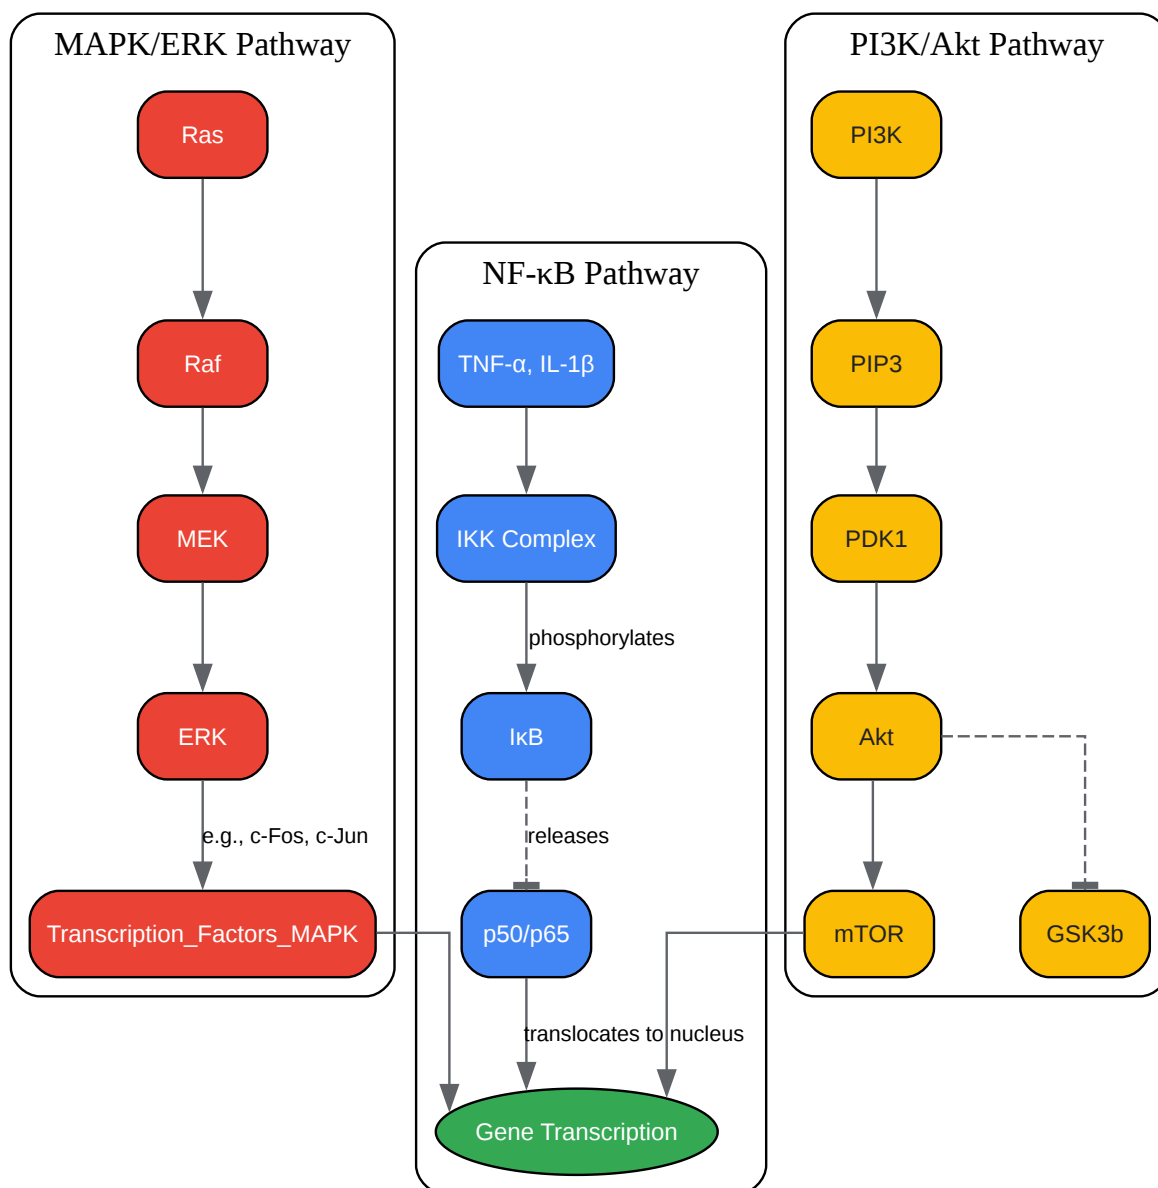 MAPK/ERK Pathway
Ras
Raf
MEK
ERK
e.g., c-Fos, c-Jun
Transcription_Factors_MAPK
NF-κB Pathway
TNF-α, IL-1β
IKK Complex
phosphorylates
IκB
releases
p50/p65
translocates to nucleus
Gene Transcription
PI3K/Akt Pathway
PI3K
PIP3
PDK1
Akt
mTOR
GSK3b